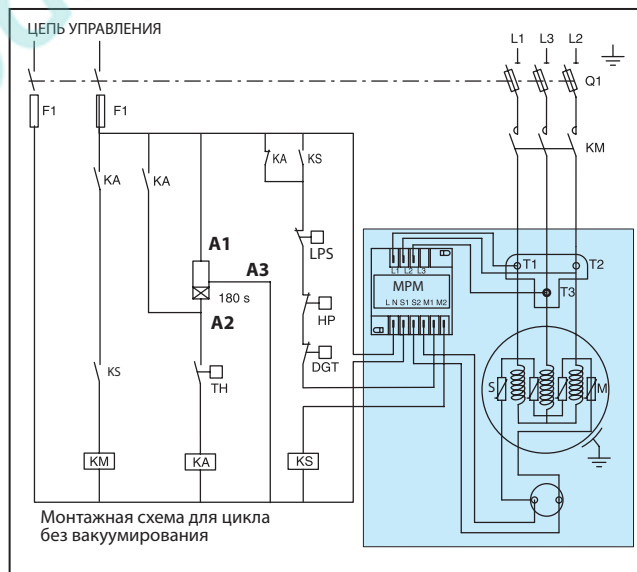 ЦЕПЬ УПРАВЛЕНИЯ
L1 L3 L2
Q1
F1 F1
KM
KA KA KA KS
A1
A3
LPS
180 s
A2
HP
TH
DGT
KS
KM KA KS
L1 L2 L3
MPM
L N S1 S2 M1 M2
T1 T2
T3
S M
Монтажная схема для цикла
без вакуумирования